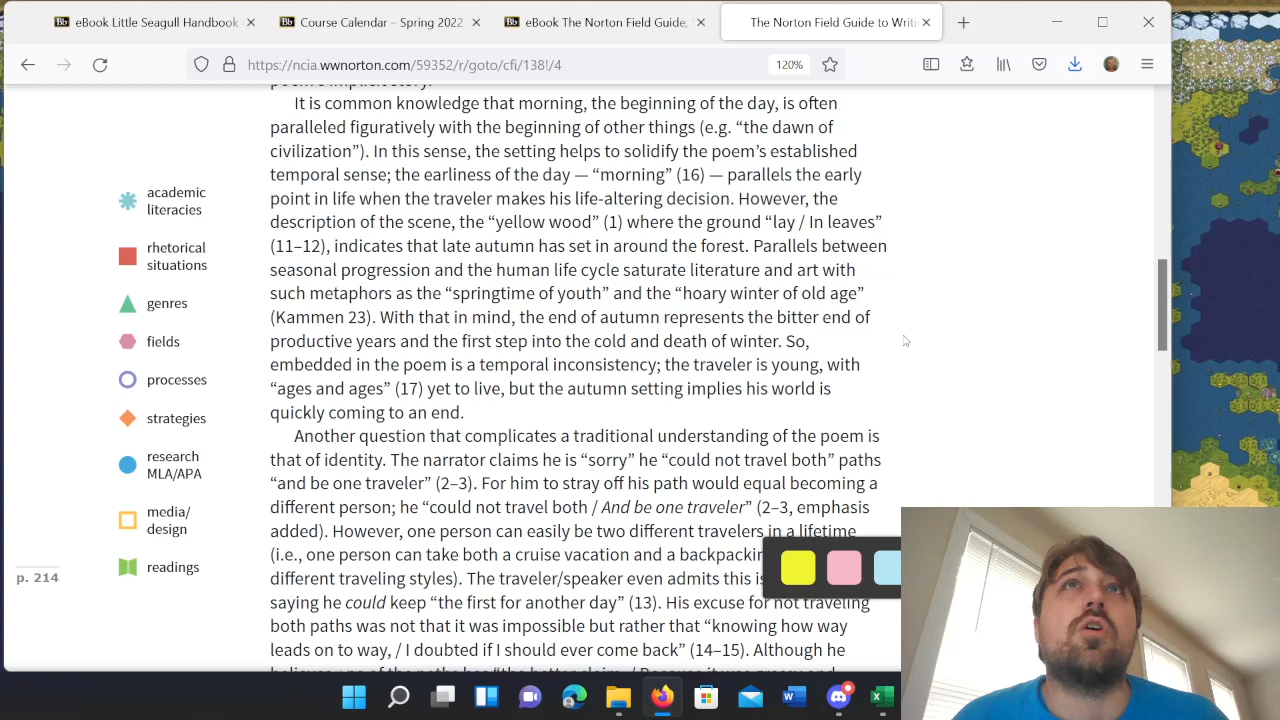 eBook Little Seagull Handbook
Course Calendar – Spring 2022
eBook The Norton Field Guide,
The Norton Field Guide to Writi
https://ncia.wwnorton.com/59352/r/goto/cfi/138!/4
120%
It is common knowledge that morning, the beginning of the day, is often
paralleled figuratively with the beginning of other things (e.g. “the dawn of
civilization”). In this sense, the setting helps to solidify the poem’s established
temporal sense; the earliness of the day — “morning” (16) — parallels the early
point in life when the traveler makes his life-altering decision. However, the
description of the scene, the “yellow wood” (1) where the ground “lay / In leaves”
(11–12), indicates that late autumn has set in around the forest. Parallels between
seasonal progression and the human life cycle saturate literature and art with
such metaphors as the “springtime of youth” and the “hoary winter of old age”
(Kammen 23). With that in mind, the end of autumn represents the bitter end of
productive years and the first step into the cold and death of winter. So,
embedded in the poem is a temporal inconsistency; the traveler is young, with
“ages and ages” (17) yet to live, but the autumn setting implies his world is
quickly coming to an end.
Another question that complicates a traditional understanding of the poem is
that of identity. The narrator claims he is “sorry” he “could not travel both” paths
“and be one traveler” (2–3). For him to stray off his path would equal becoming a
different person; he “could not travel both / And be one traveler” (2–3, emphasis
added). However, one person can easily be two different travelers in a lifetime
(i.e., one person can take both a cruise vacation and a backpackin
different traveling styles). The traveler/speaker even admits this is
saying he could keep “the first for another day” (13). His excuse for not traveling
both paths was not that it was impossible but rather that “knowing how way
leads on to way, / I doubted if I should ever come back” (14–15). Although he
academic
literacies
rhetorical
situations
genres
fields
processes
strategies
research
MLA/APA
media/
design
readings
p. 214